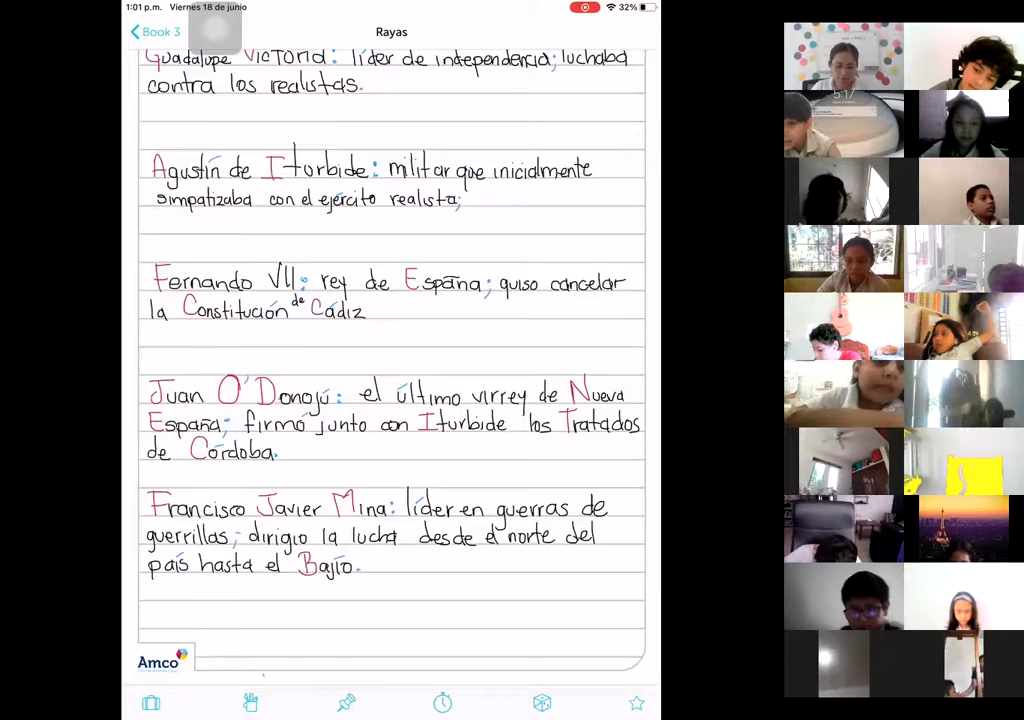 1:01 p.m. Viernes 18 de junio
32%
Book 3
Rayas
Guadalupe Victoria: líder de independencia; luchaba
contra los realistas.
Agustín de Iturbide: militar que inicialmente
simpatizaba con el ejército realista;
Fernando VII: rey de España; quiso cancelar
la Constitución de Cádiz
Juan O'Donojú: el último virrey de Nueva
España; firmó junto con Iturbide los Tratados
de Córdoba.
Francisco Javier Mina: líder en guerras de
guerrillas; dirigio la lucha desde el norte del
país hasta el Bajío.
Amco
5:17